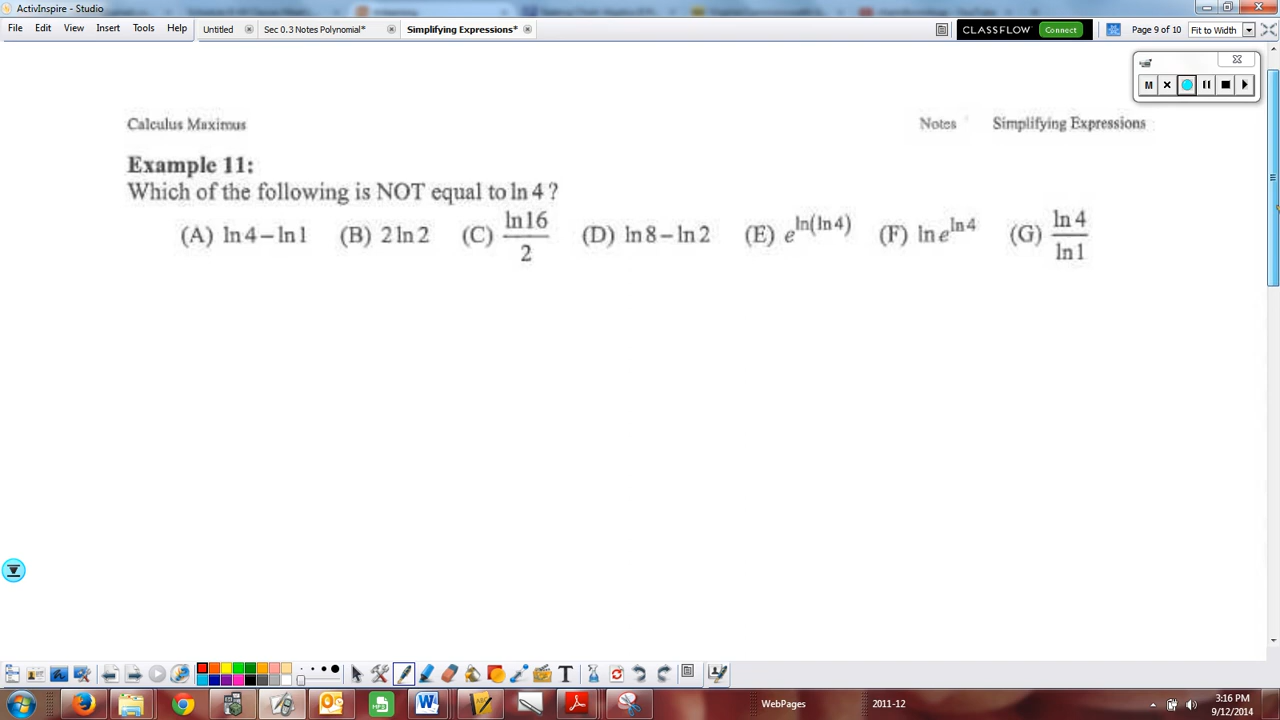 ActivInspire - Studio
File Edit View Insert Tools Help Untitled Sec 0.3 Notes Polynomial* Simplifying Expressions* CLASSFLOW Connect Page 9 of 10 Fit to Width
M
Calculus Maximus Notes Simplifying Expressions
Example 11:
Which of the following is NOT equal to ln 4 ?
(A) ln 4 – ln 1 (B) 2 ln 2 (C) ln16/2 (D) ln 8 – ln 2 (E) e^ln(ln 4) (F) ln e^ln 4 (G) ln 4/ln 1
T
WebPages 2011-12 3:16 PM
9/12/2014